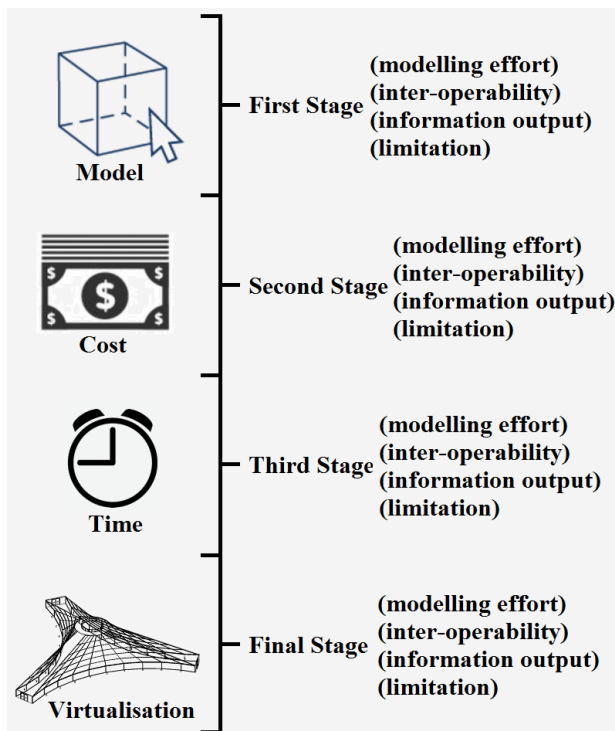 Model
First Stage
(modelling effort)
(inter-operability)
(information output)
(limitation)
$
$
$
$
$
Cost
Second Stage
(modelling effort)
(inter-operability)
(information output)
(limitation)
Time
Third Stage
(modelling effort)
(inter-operability)
(information output)
(limitation)
Virtualisation
Final Stage
(modelling effort)
(inter-operability)
(information output)
(limitation)